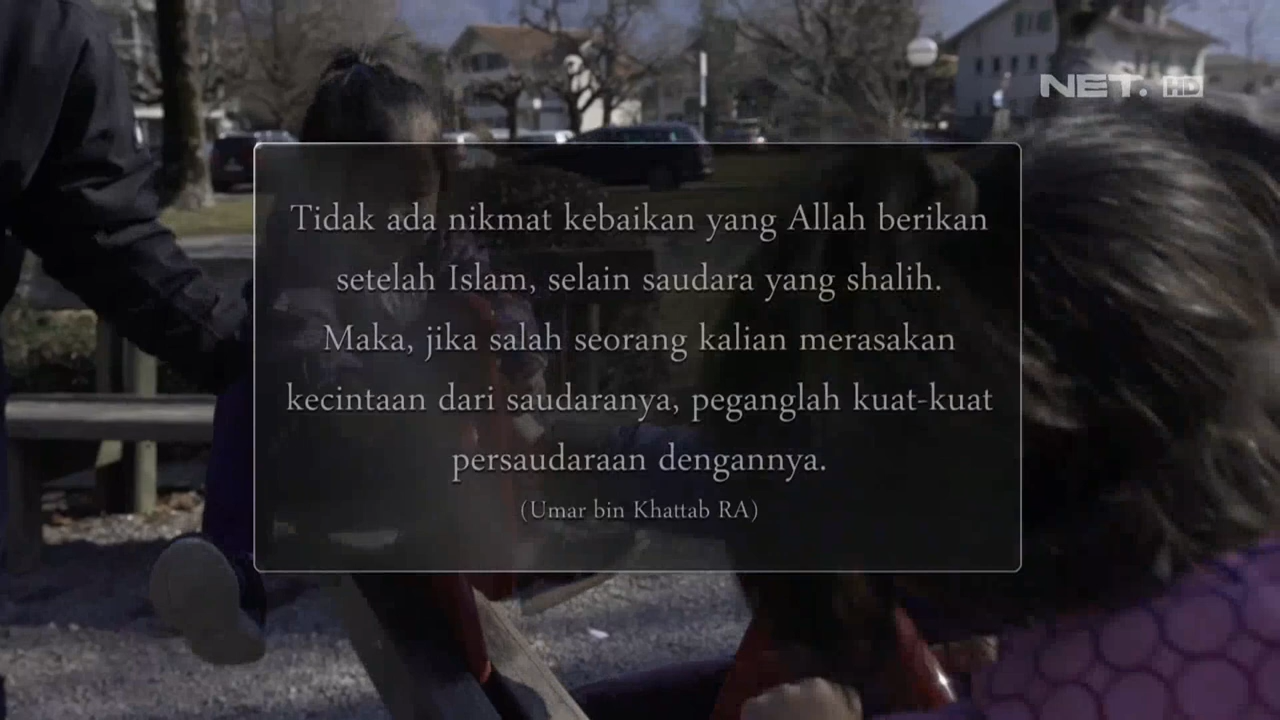 NET. HD
Tidak ada nikmat kebaikan yang Allah berikan
setelah Islam, selain saudara yang shalih.
Maka, jika salah seorang kalian merasakan
kecintaan dari saudaranya, peganglah kuat-kuat
persaudaraan dengannya.
(Umar bin Khattab RA)